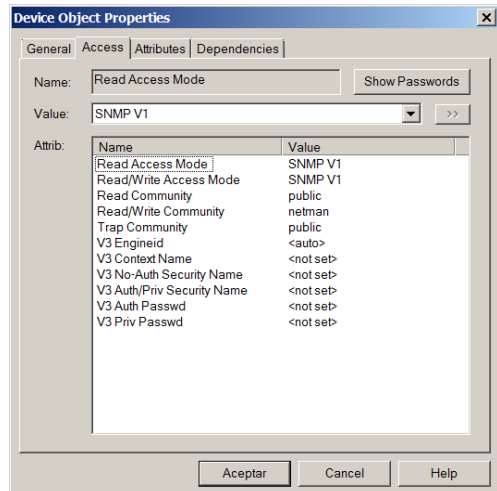 Device Object Properties
General Access Attributes Dependencies
Name: Read Access Mode Show Passwords
Value: SNMP V1 >>
Attrib: Name Value
Read Access Mode SNMP V1
Read/Write Access Mode SNMP V1
Read Community public
Read/Write Community netman
Trap Community public
V3 Engineid <auto>
V3 Context Name <not set>
V3 No-Auth Security Name <not set>
V3 Auth/Priv Security Name <not set>
V3 Auth Passwd <not set>
V3 Priv Passwd <not set>
Aceptar Cancel Help